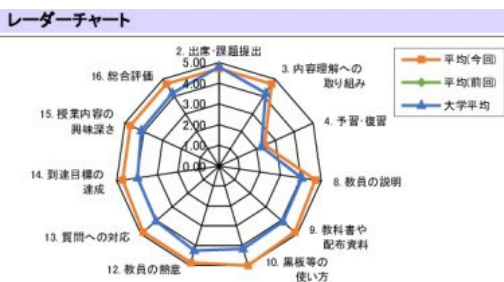 レーダーチャート
2. 出席・課題提出
3. 内容理解への
取り組み
4. 予習・復習
8. 教員の説明
9. 教科書や
配布資料
10. 黒板等の
使い方
12. 教員の熱意
13. 質問への対応
14. 到達目標の
達成
15. 授業内容の
興味深さ
16. 総合評価
5.00
4.00
3.00
2.00
1.00
0.00
平均(今回)
平均(前回)
大学平均